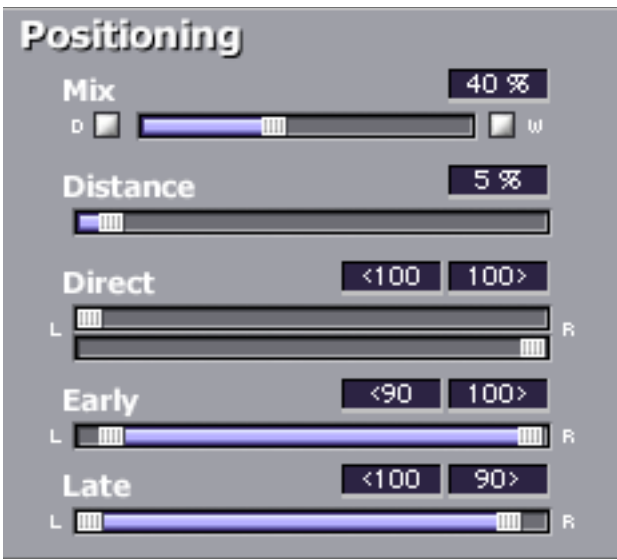 Positioning
Mix 40 %
D W
Distance 5 %
Direct <100 100>
L R
Early <90 100>
L R
Late <100 90>
L R